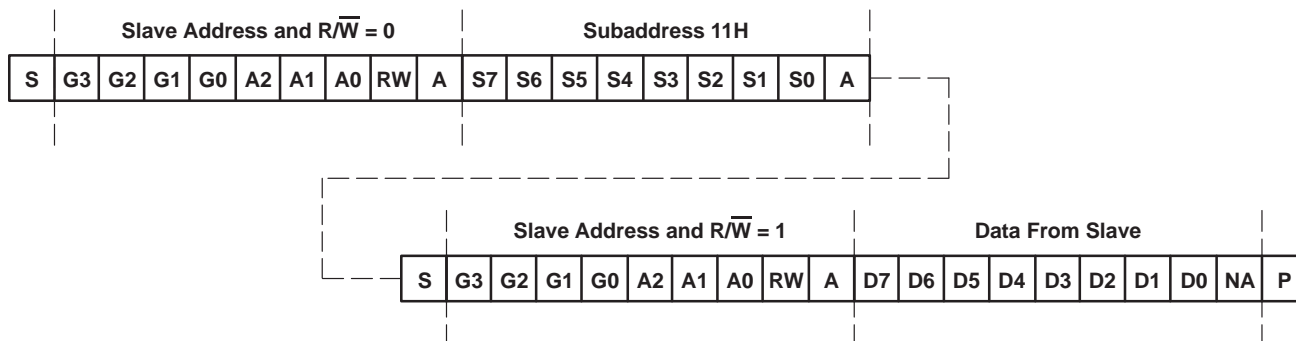 Slave Address and R/W̅ = 0 Subaddress 11H
S G3 G2 G1 G0 A2 A1 A0 RW A S7 S6 S5 S4 S3 S2 S1 S0 A
Slave Address and R/W̅ = 1 Data From Slave
S G3 G2 G1 G0 A2 A1 A0 RW A D7 D6 D5 D4 D3 D2 D1 D0 NA P